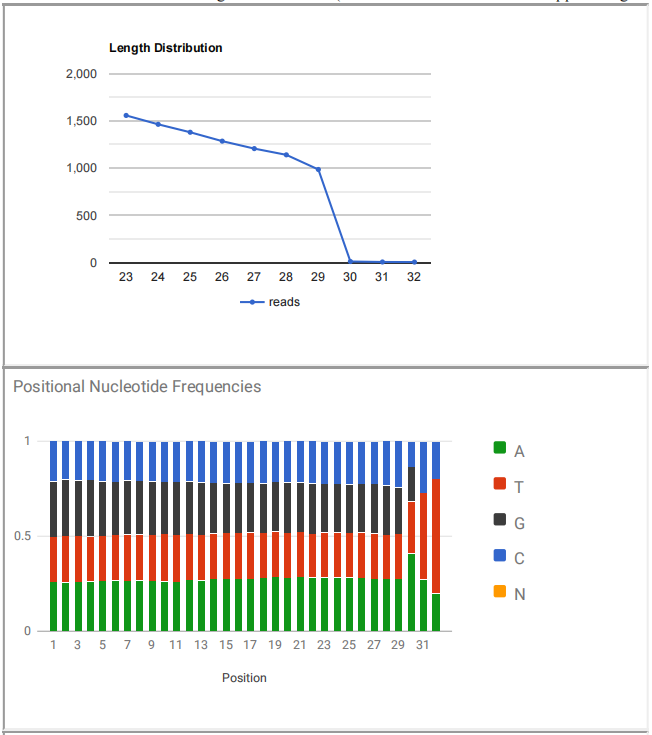 Length Distribution
2,000
1,500
1,000
500
0
23 24 25 26 27 28 29 30 31 32
reads
Positional Nucleotide Frequencies
1
0.5
0
1 3 5 7 9 11 13 15 17 19 21 23 25 27 29 31
Position
A
T
G
C
N